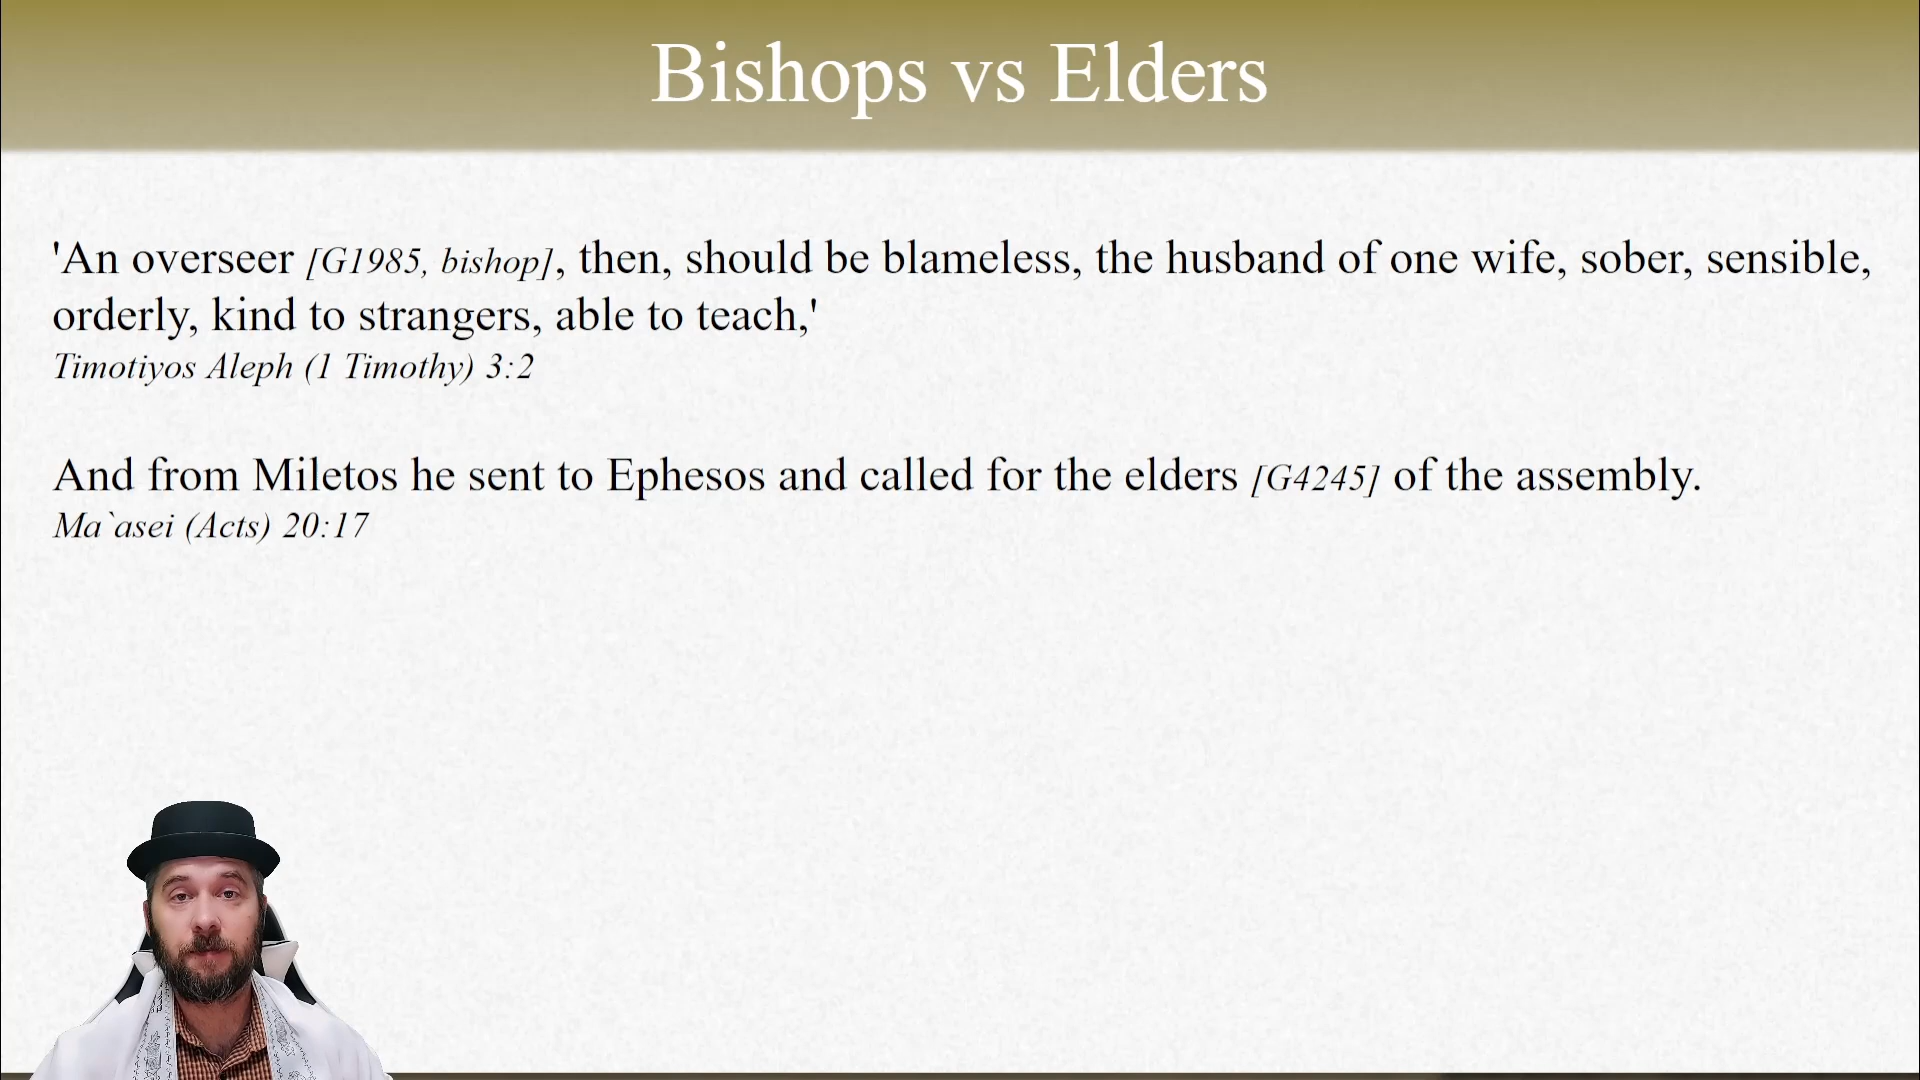 Bishops vs Elders
'An overseer [G1985, bishop], then, should be blameless, the husband of one wife, sober, sensible,
orderly, kind to strangers, able to teach,'
Timotiyos Aleph (1 Timothy) 3:2
And from Miletos he sent to Ephesos and called for the elders [G4245] of the assembly.
Ma`asei (Acts) 20:17